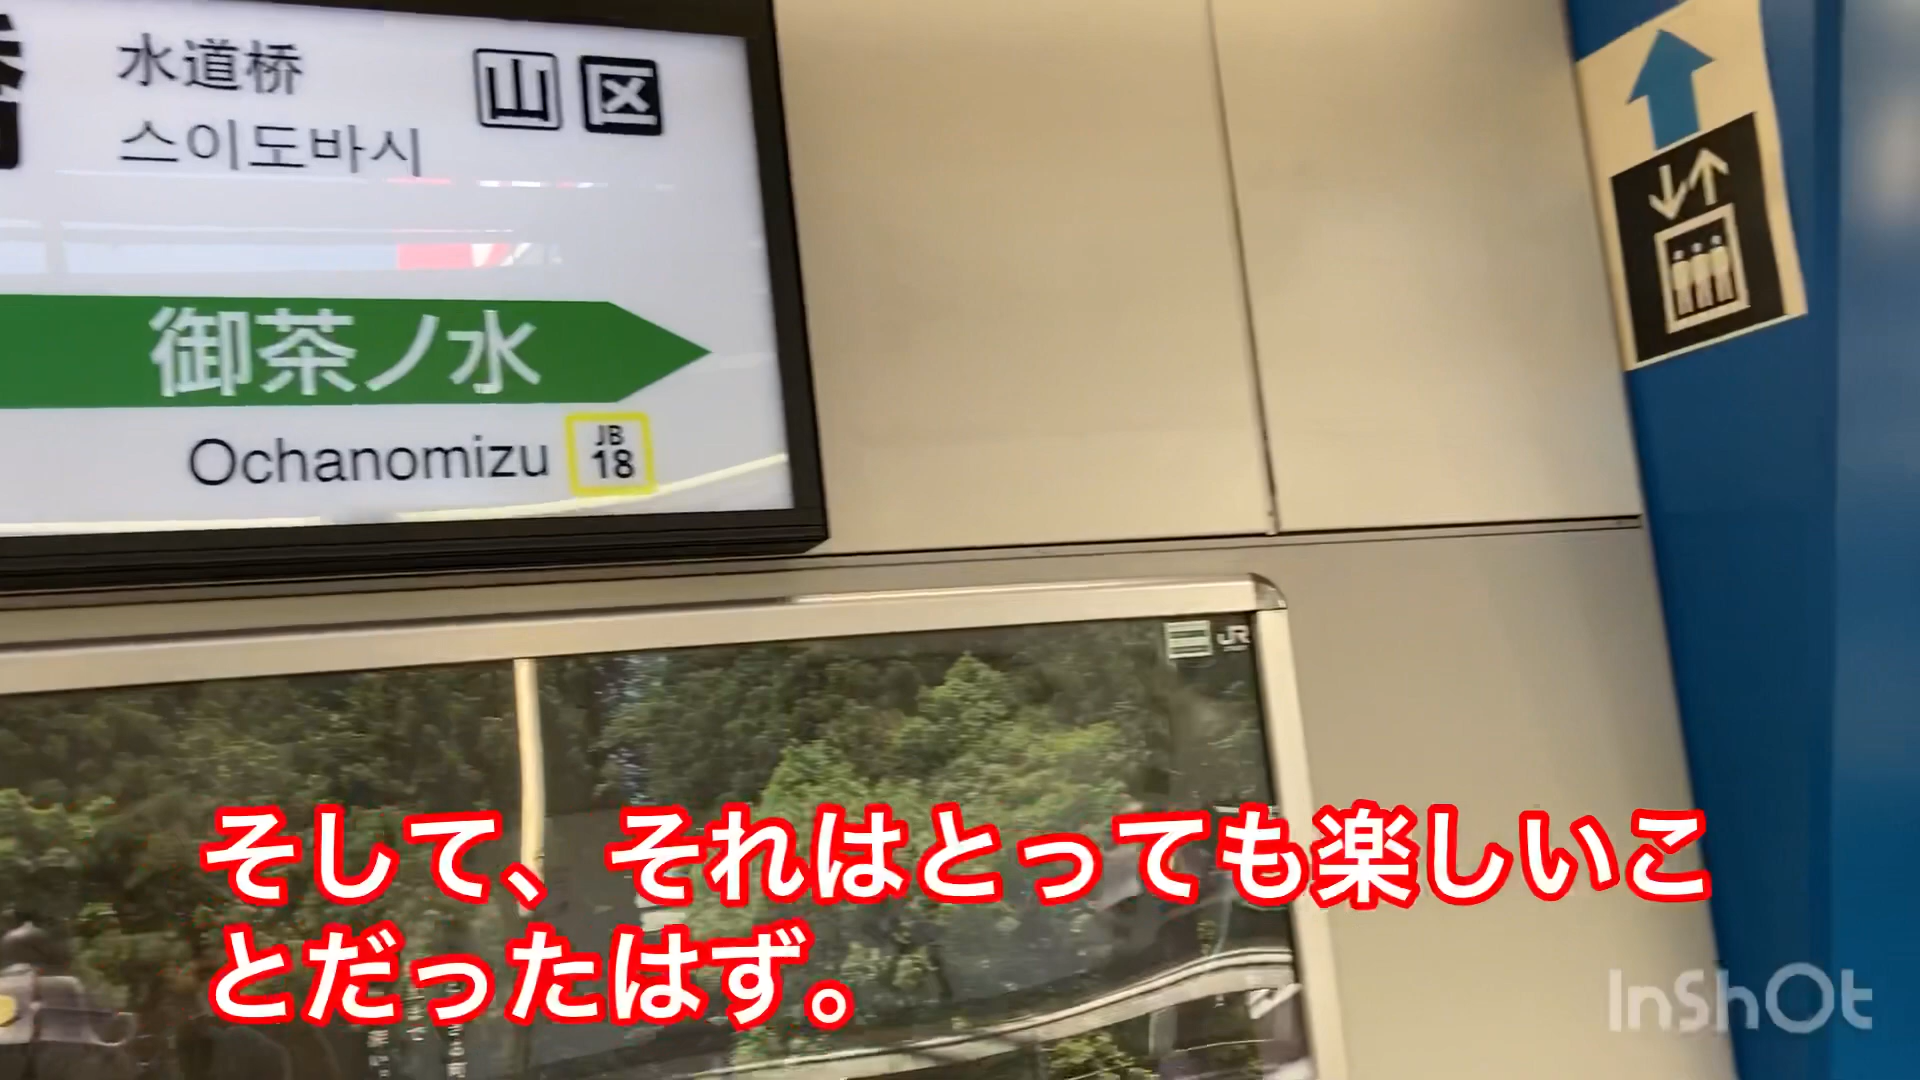 水道桥
스이도바시
山 区
御茶ノ水
Ochanomizu
JB
18
JR
そして、それはとっても楽しいこ
とだったはず。
InShOt